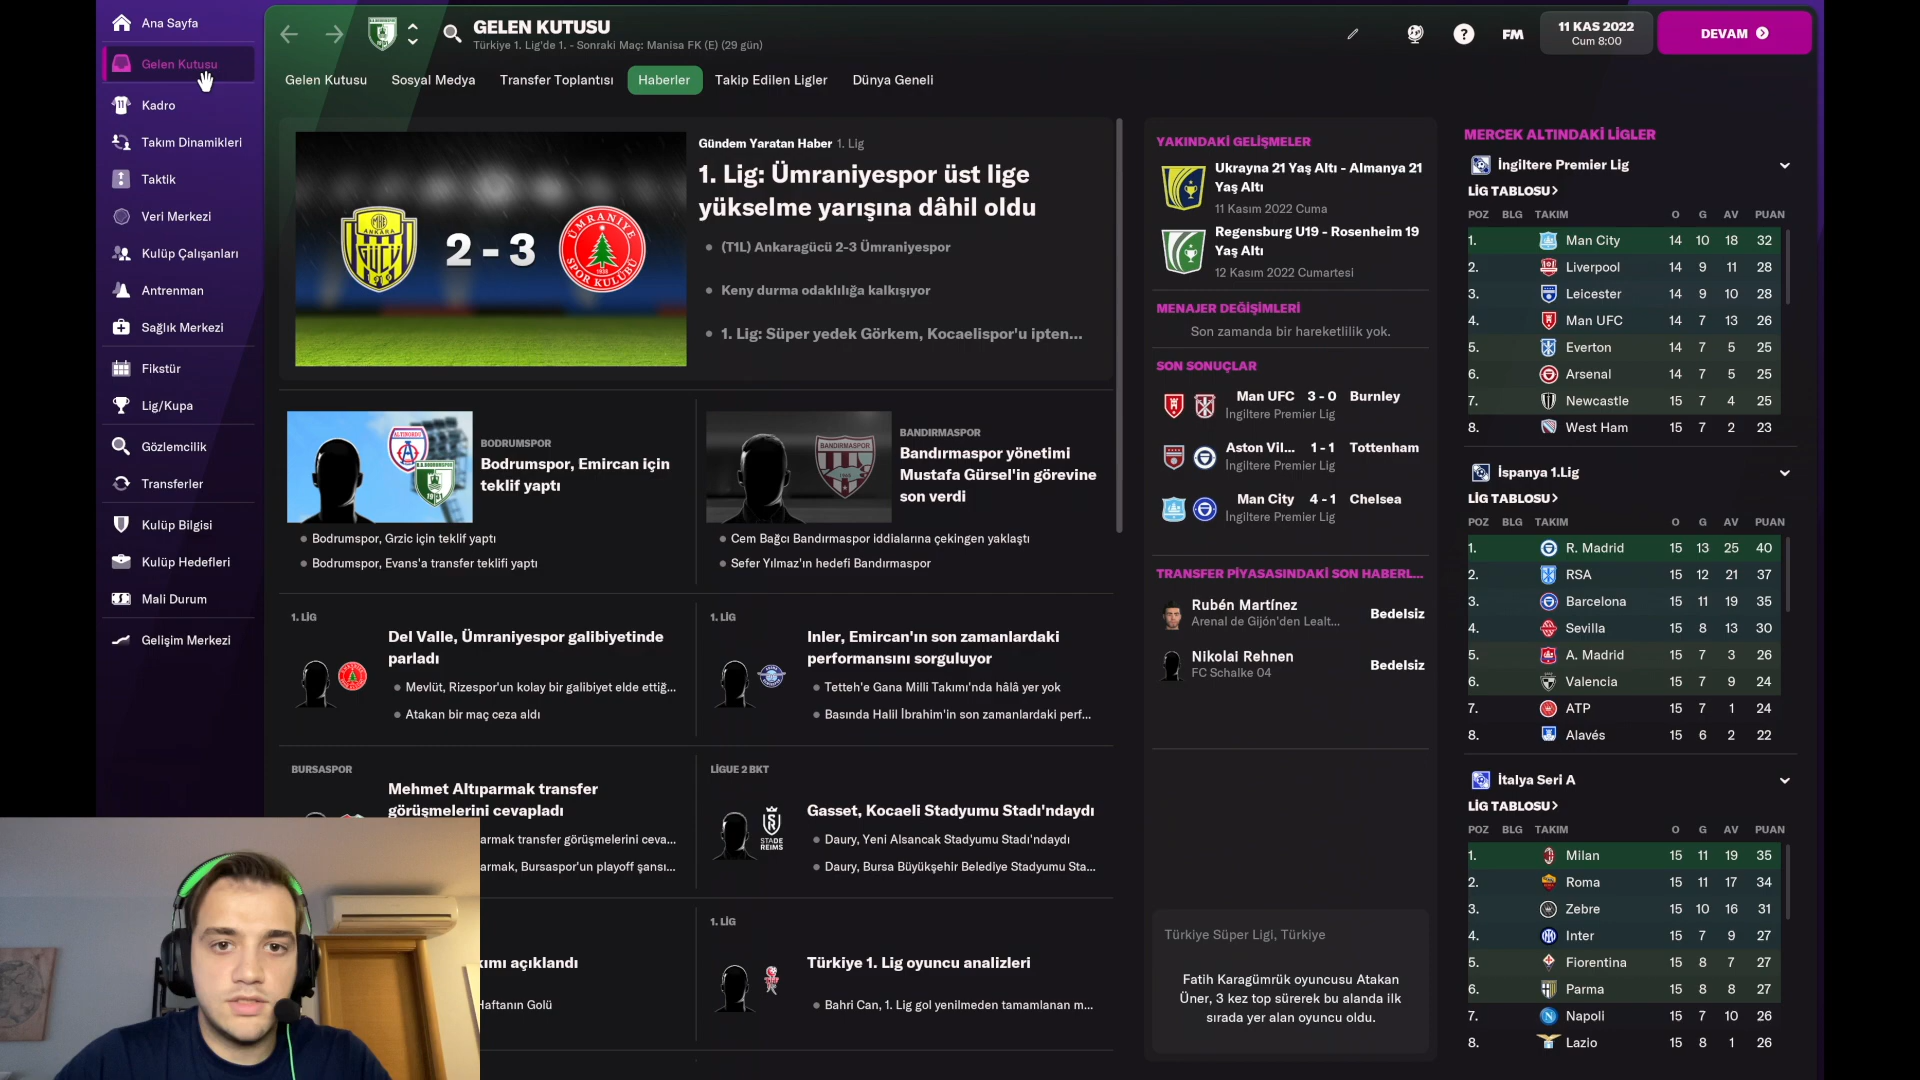 Ana Sayfa
Gelen Kutusu
Kadro
Takım Dinamikleri
Taktik
Veri Merkezi
Kulüp Çalışanları
Antrenman
Sağlık Merkezi
Fikstür
Lig/Kupa
Gözlemcilik
Transferler
Kulüp Bilgisi
Kulüp Hedefleri
Mali Durum
Gelişim Merkezi
GELEN KUTUSU
Türkiye 1. Lig'de 1. - Sonraki Maç: Manisa FK (E) (29 gün)
FM
11 KAS 2022
Cum 8:00
DEVAM
Gelen Kutusu Sosyal Medya Transfer Toplantısı Haberler Takip Edilen Ligler Dünya Geneli
2 - 3
Gündem Yaratan Haber 1. Lig
1. Lig: Ümraniyespor üst lige
yükselme yarışına dâhil oldu
(T1L) Ankaragücü 2-3 Ümraniyespor
Keny durma odaklılığa kalkışıyor
1. Lig: Süper yedek Görkem, Kocaelispor'u ipten...
BODRUMSPOR
Bodrumspor, Emircan için
teklif yaptı
Bodrumspor, Grzic için teklif yaptı
Bodrumspor, Evans'a transfer teklifi yaptı
BANDIRMASPOR
Bandırmaspor yönetimi
Mustafa Gürsel'in görevine
son verdi
Cem Bağcı Bandırmaspor iddialarına çekingen yaklaştı
Sefer Yılmaz'ın hedefi Bandırmaspor
1. LİG
Del Valle, Ümraniyespor galibiyetinde
parladı
Mevlüt, Rizespor'un kolay bir galibiyet elde ettiğ...
Atakan bir maç ceza aldı
1. LİG
Inler, Emircan'ın son zamanlardaki
performansını sorguluyor
Tetteh'e Gana Milli Takımı'nda hâlâ yer yok
Basında Halil İbrahim'in son zamanlardaki perf...
BURSASPOR
Mehmet Altıparmak transfer
görüşmelerini cevapladı
armak transfer görüşmelerini ceva...
armak, Bursaspor'un playoff şansı...
LİGUE 2 BKT
Gasset, Kocaeli Stadyumu Stadı'ndaydı
Daury, Yeni Alsancak Stadyumu Stadı'ndaydı
Daury, Bursa Büyükşehir Belediye Stadyumu Sta...
STADE
REIMS
kımı açıklandı
Haftanın Golü
1. LİG
Türkiye 1. Lig oyuncu analizleri
Bahri Can, 1. Lig gol yenilmeden tamamlanan m...
YAKINDAKİ GELİŞMELER
Ukrayna 21 Yaş Altı - Almanya 21
Yaş Altı
11 Kasım 2022 Cuma
Regensburg U19 - Rosenheim 19
Yaş Altı
12 Kasım 2022 Cumartesi
MENAJER DEĞİŞİMLERİ
Son zamanda bir hareketlilik yok.
SON SONUÇLAR
Man UFC 3 - 0 Burnley
İngiltere Premier Lig
Aston Vil... 1 - 1 Tottenham
İngiltere Premier Lig
Man City 4 - 1 Chelsea
İngiltere Premier Lig
TRANSFER PİYASASINDAKİ SON HABERL...
Rubén Martínez
Arenal de Gijón'den Lealt...
Bedelsiz
Nikolai Rehnen
FC Schalke 04
Bedelsiz
Türkiye Süper Ligi, Türkiye
Fatih Karagümrük oyuncusu Atakan
Üner, 3 kez top sürerek bu alanda ilk
sırada yer alan oyuncu oldu.
MERCEK ALTINDAKİ LİGLER
İngiltere Premier Lig
LİG TABLOSU
POZ BLG TAKIM O G AV PUAN
1. Man City 14 10 18 32
2. Liverpool 14 9 11 28
3. Leicester 14 9 10 28
4. Man UFC 14 7 13 26
5. Everton 14 7 5 25
6. Arsenal 14 7 5 25
7. Newcastle 15 7 4 25
8. West Ham 15 7 2 23
İspanya 1.Lig
LİG TABLOSU
POZ BLG TAKIM O G AV PUAN
1. R. Madrid 15 13 25 40
2. RSA 15 12 21 37
3. Barcelona 15 11 19 35
4. Sevilla 15 8 13 30
5. A. Madrid 15 7 3 26
6. Valencia 15 7 9 24
7. ATP 15 7 1 24
8. Alavés 15 6 2 22
İtalya Seri A
LİG TABLOSU
POZ BLG TAKIM O G AV PUAN
1. Milan 15 11 19 35
2. Roma 15 11 17 34
3. Zebre 15 10 16 31
4. Inter 15 7 9 27
5. Fiorentina 15 8 7 27
6. Parma 15 8 8 27
7. Napoli 15 7 10 26
8. Lazio 15 8 1 26